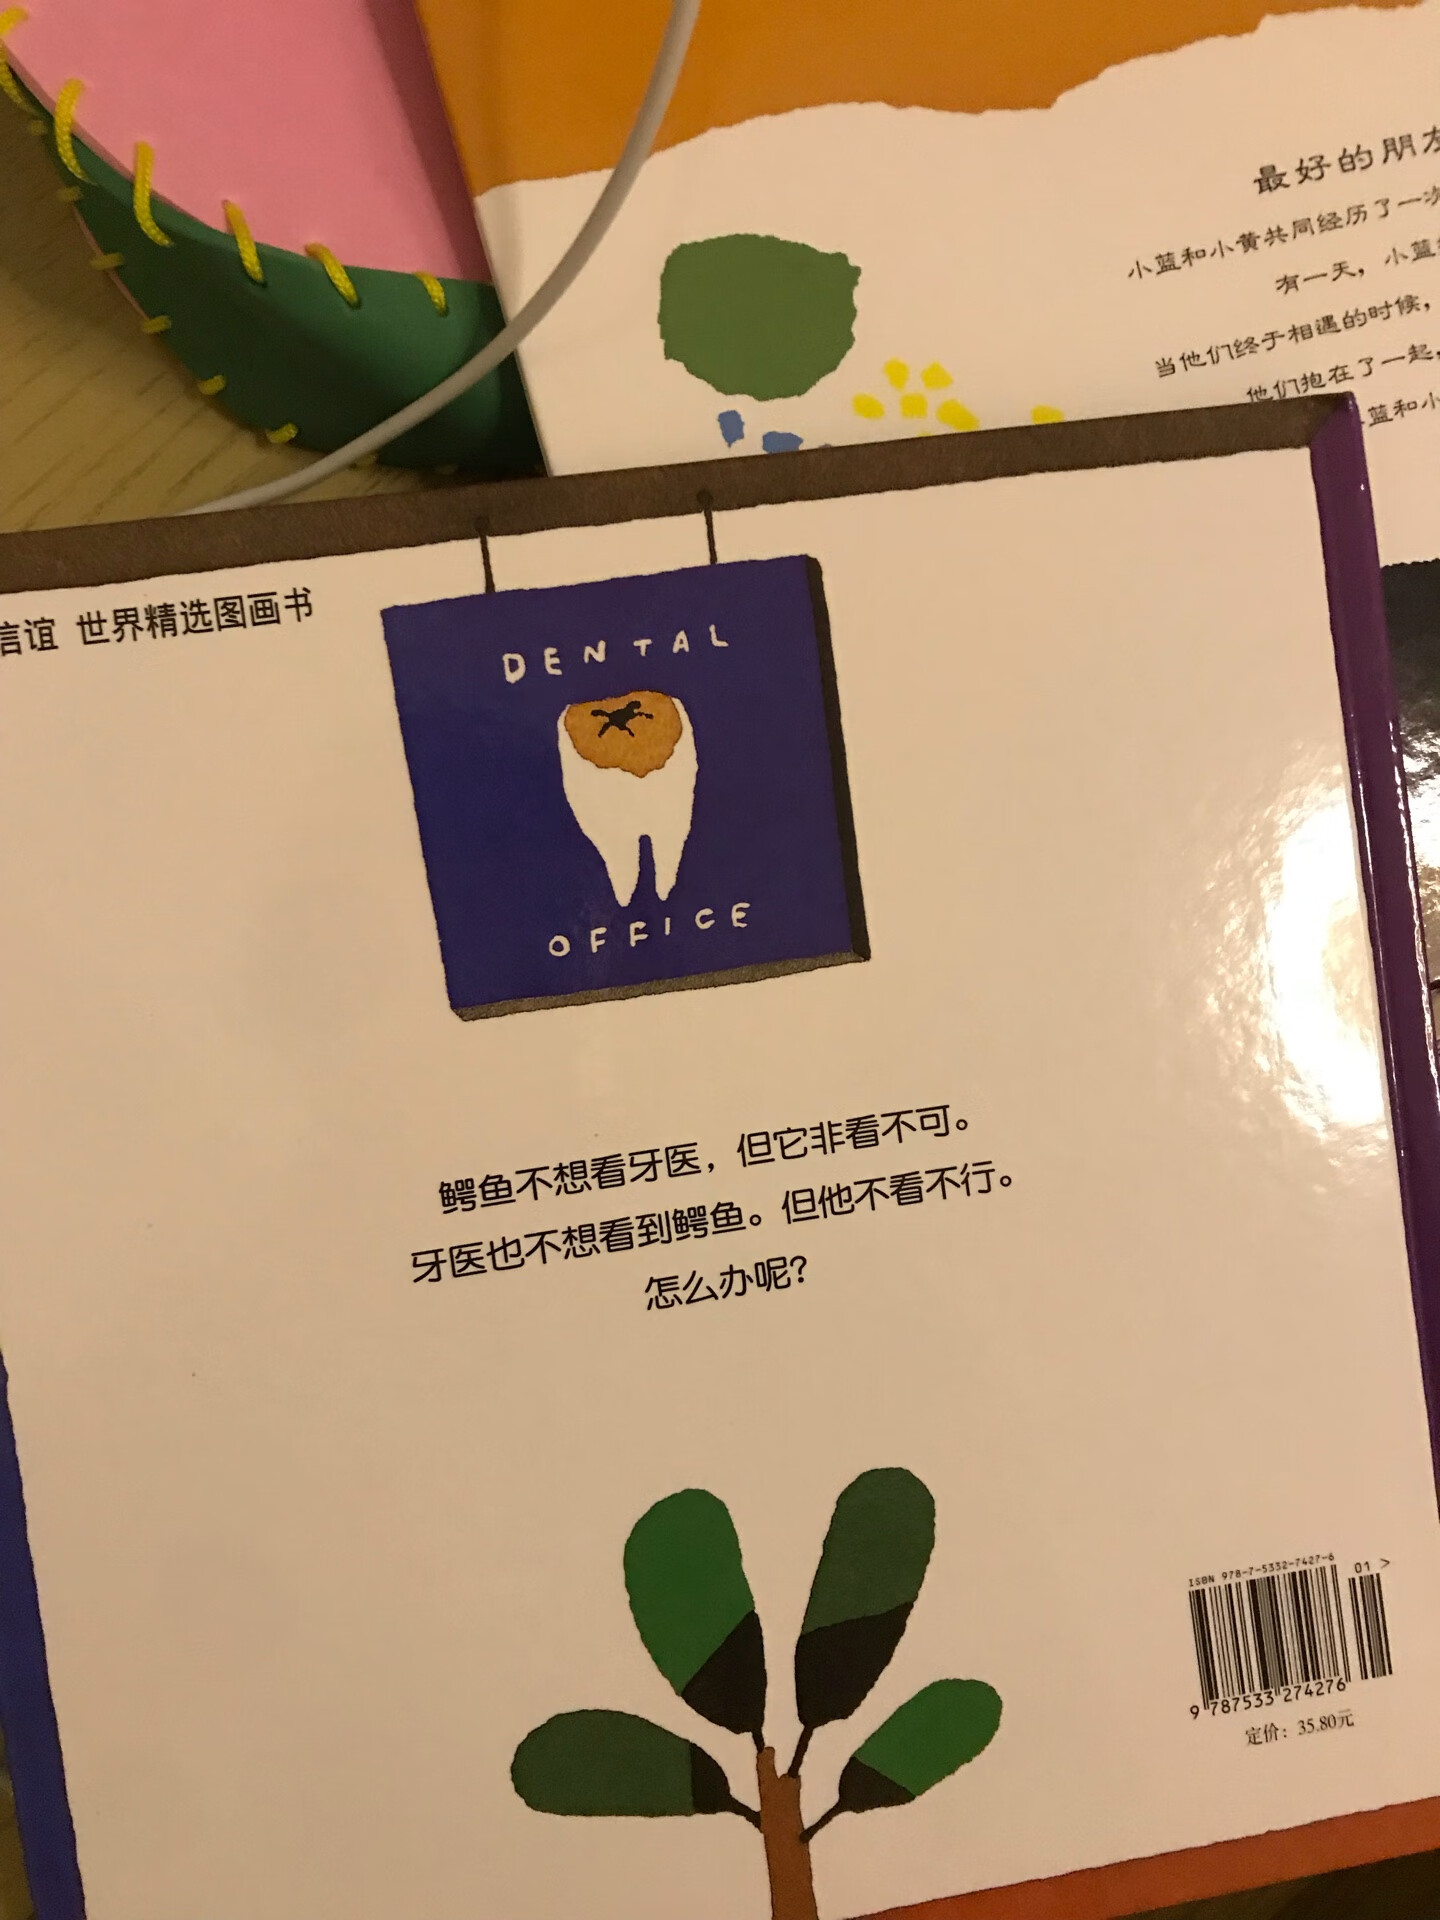 最好的朋友
小蓝和小黄共同经历了一次
有一天，小蓝
当他们终于相遇的时候，
他们抱在了一起，
蓝和小
信谊 世界精选图画书
DENTAL
OFFICE
鳄鱼不想看牙医，但它非看不可。
牙医也不想看到鳄鱼。但他不看不行。
怎么办呢？
ISBN 978-7-5332-7427-6
01 >
9 787533 274276
定价：35.80元